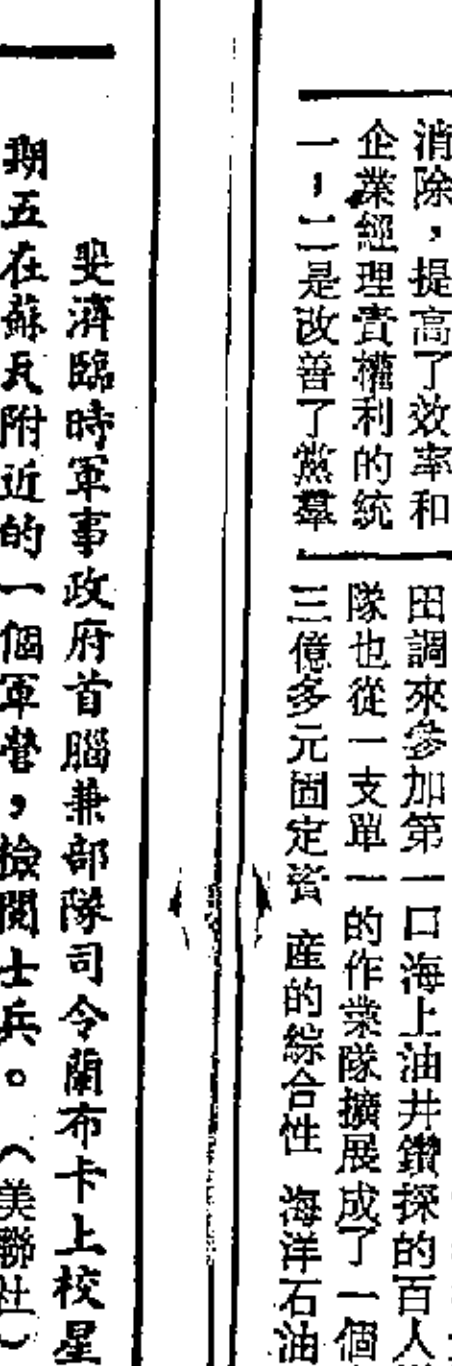 消除，提高了效率和
企業經理責權利的統
一，二是改善了黨羣
田調來參加第一口海上油井鑽探的百人
隊也從一支單一的作業隊擴展成了一個
三億多元固定資產的綜合性海洋石油
斐濟臨時軍事政府首腦兼部隊司令蘭布卡上校星
期五在蘇瓦附近的一個軍營，檢閱士兵。（美聯社）